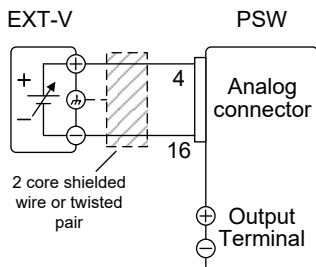 EXT-V
PSW
+
−
+
−
4
16
Analog
connector
2 core shielded
wire or twisted
pair
+
−
Output
Terminal